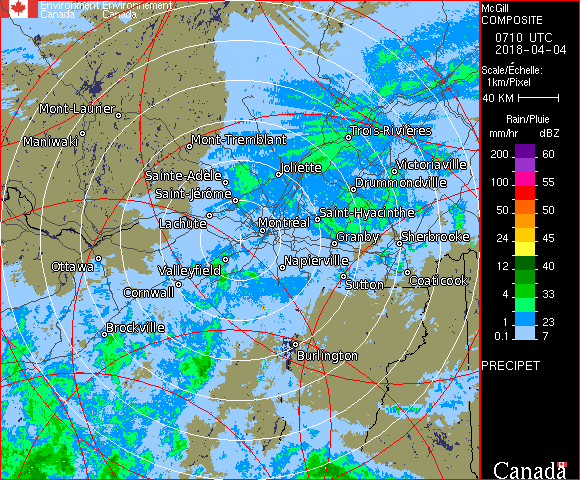 Environment Environnement
Canada Canada
Mont-Laurier
Maniwaki
Mont-Tremblant
Trois-Rivières
Sainte-Adèle
Joliette
Victoriaville
Saint-Jérôme
Drummondville
Lachute
Montréal
Saint-Hyacinthe
Granby
Sherbrooke
Ottawa
Valleyfield
Napierville
Cornwall
Sutton
Coaticook
Brockville
Burlington
McGill
COMPOSITE
0710 UTC
2018-04-04
Scale/Échelle:
1km/Pixel
40 KM
Rain/Pluie
mm/hr dBZ
200 60
100 55
50 50
24 45
12 40
4 33
1 23
0.1 7
PRECIPET
Canada